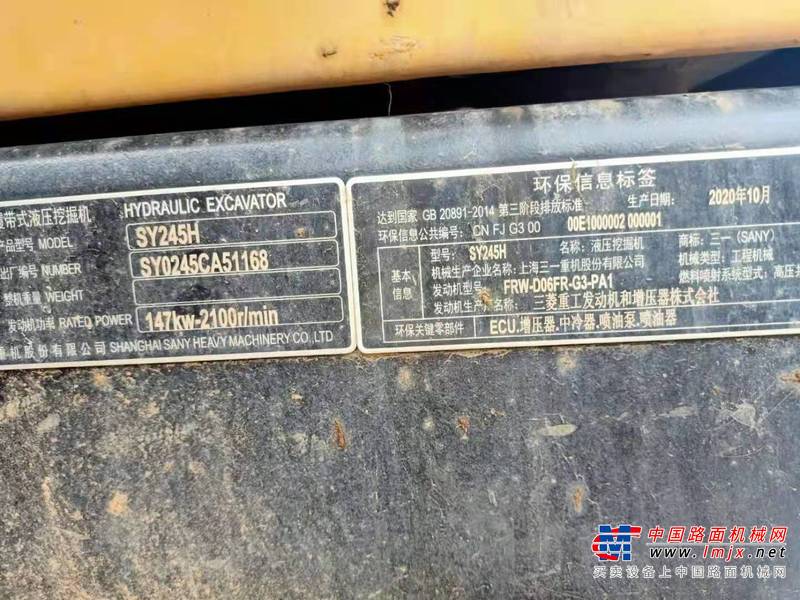 履带式液压挖掘机 HYDRAULIC EXCAVATOR
产品型号 MODEL SY245H
出厂编号 NUMBER SY0245CA51168
整机重量 WEIGHT
发动机功率 RATED POWER 147kw-2100r/min
重机股份有限公司 SHANGHAI SANY HEAVY MACHINERY CO.,LTD
环保信息标签
达到国家 GB 20891-2014 第三阶段排放标准 生产日期: 2020年10月
环保信息公共编号: CN FJ G3 00 00E1000002 000001
基本信息
型号: SY245H 名称: 液压挖掘机 商标: 三一 (SANY)
机械生产企业名称: 上海三一重机股份有限公司 机械类型: 工程机械
发动机型号: FRW-D06FR-G3-PA1 燃料喷射系统型式: 高压
发动机生产企业: 三菱重工发动机和增压器株式会社
环保关键零部件 ECU.增压器.中冷器.喷油泵.喷油器
中国路面机械网
www.lmjx.net
买卖设备上中国路面机械网